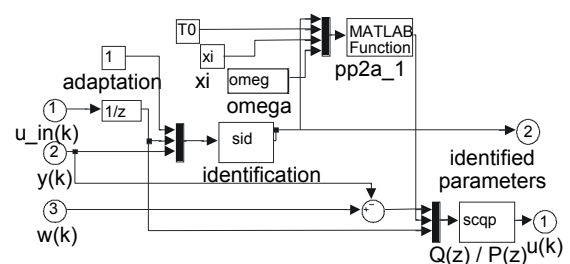 T0
MATLAB
Function
1
xi
adaptation
xi
omeg
pp2a_1
omega
1
1/z
u_in(k)
sid
2
2
identified
parameters
y(k)
identification
3
w(k)
scqp
1
Q(z) / P(z)
u(k)